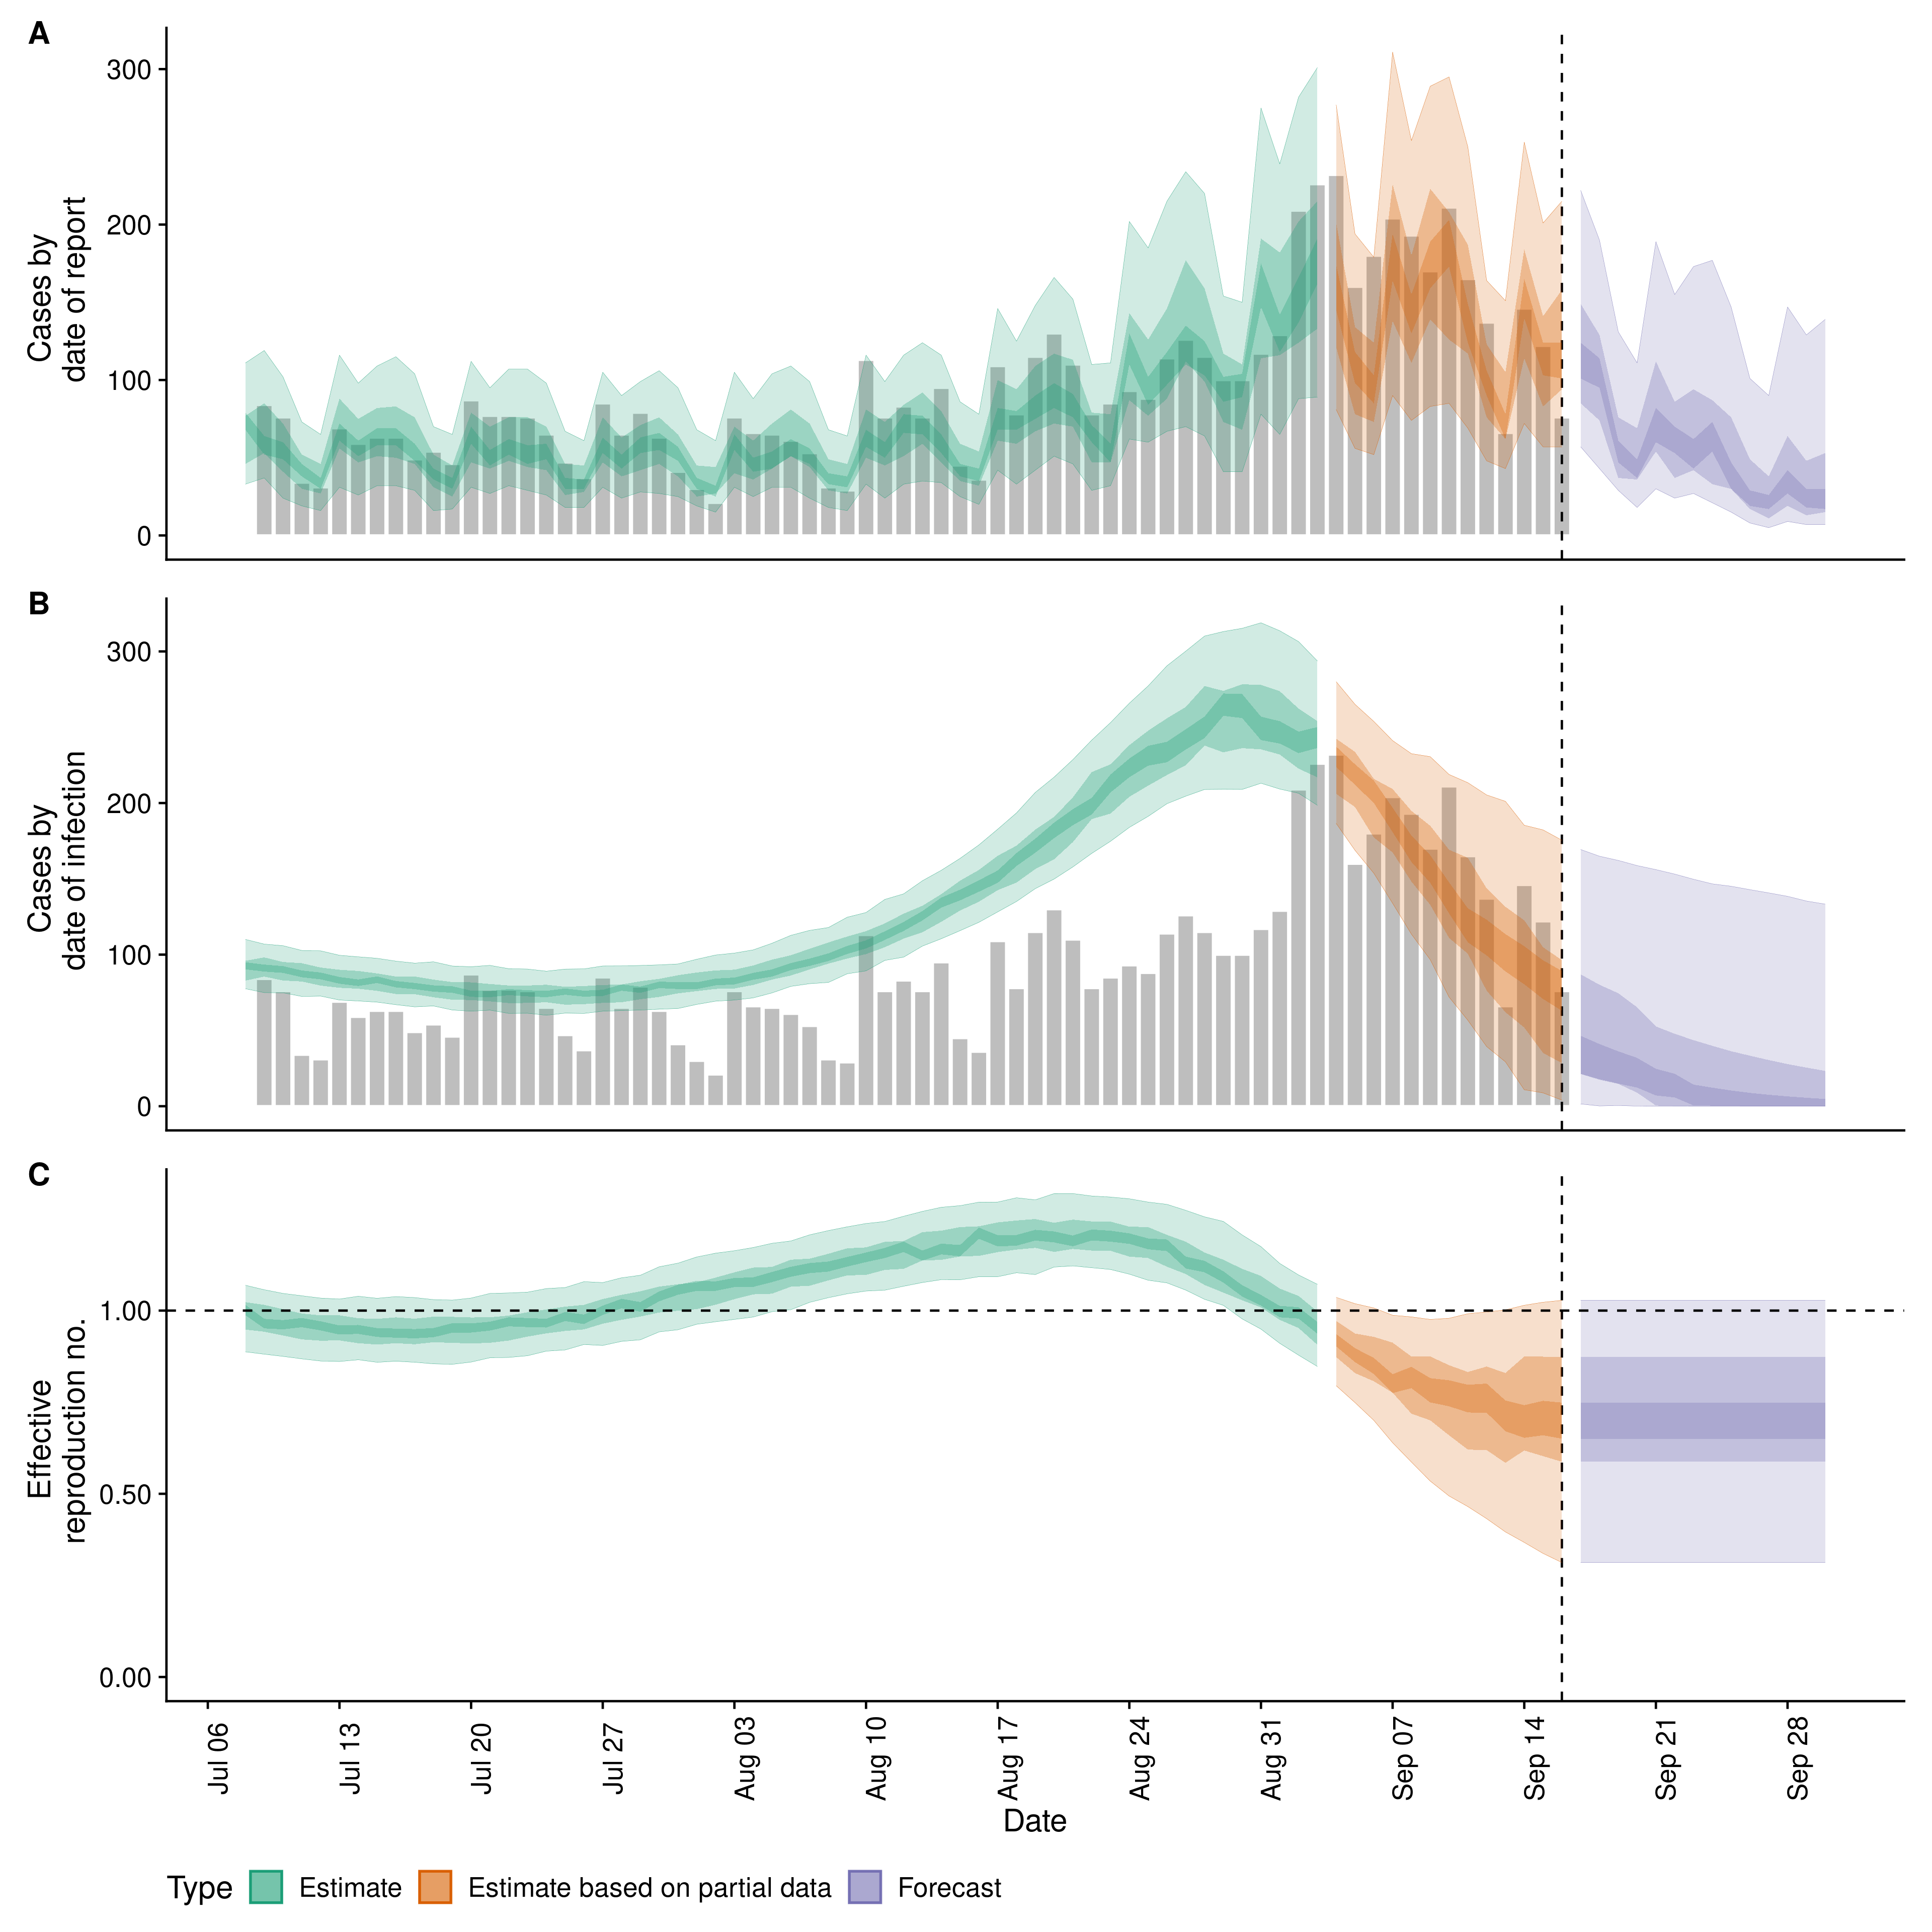 A
Cases by
date of report
300
200
100
0
B
Cases by
date of infection
300
200
100
0
C
Effective
reproduction no.
1.00
0.50
0.00
Jul 06
Jul 13
Jul 20
Jul 27
Aug 03
Aug 10
Aug 17
Aug 24
Aug 31
Sep 07
Sep 14
Sep 21
Sep 28
Date
Type Estimate Estimate based on partial data Forecast